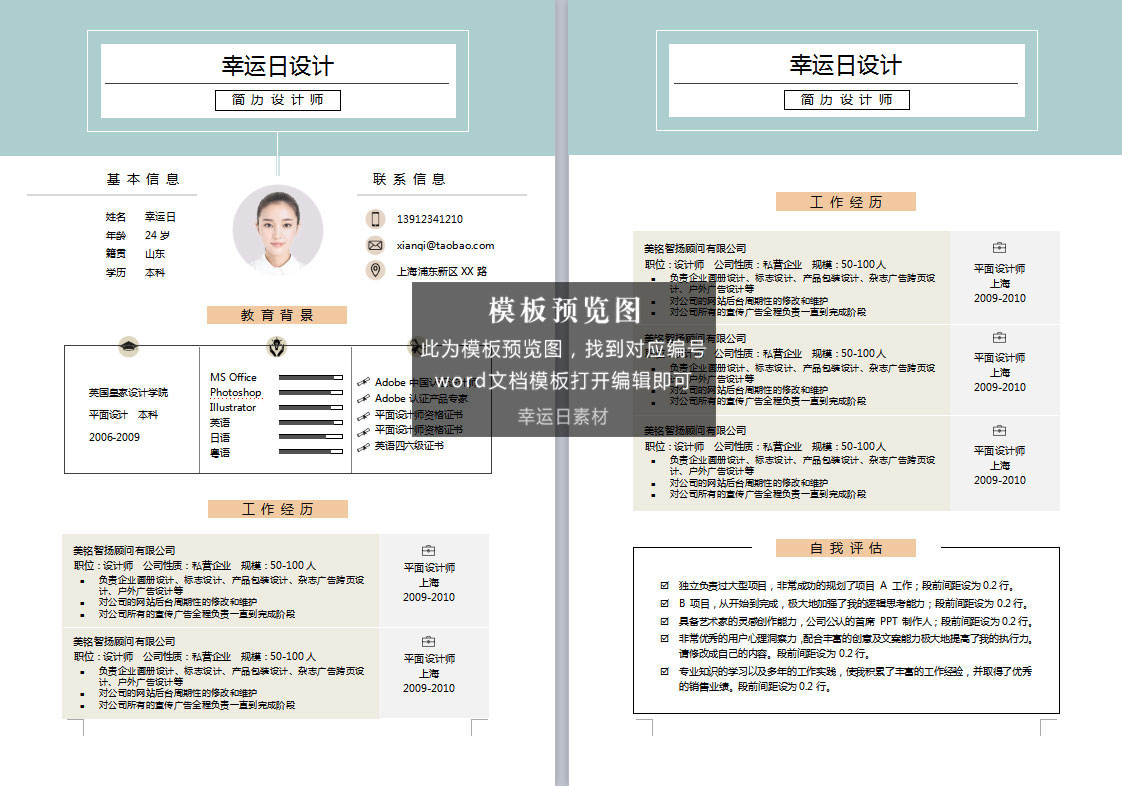 幸运日设计
简历设计师
基本信息
姓名 幸运日
年龄 24 岁
籍贯 山东
学历 本科
联系信息
13912341210
xianqi@taobao.com
上海浦东新区 XX 路
教育背景
英国皇家设计学院
平面设计 本科
2006-2009
MS Office
Photoshop
Illustrator
英语
日语
粤语
Adobe 中国认证设计师
Adobe 认证产品专家
平面设计师资格证书
平面设计师资格证书
英语四六级证书
工作经历
美铭智扬顾问有限公司
职位：设计师 公司性质：私营企业 规模：50-100 人
负责企业画册设计、标志设计、产品包装设计、杂志广告跨页设
计、户外广告设计等
对公司的网站后台周期性的修改和维护
对公司所有的宣传广告全程负责一直到完成阶段
平面设计师
上海
2009-2010
美铭智扬顾问有限公司
职位：设计师 公司性质：私营企业 规模：50-100 人
负责企业画册设计、标志设计、产品包装设计、杂志广告跨页设
计、户外广告设计等
对公司的网站后台周期性的修改和维护
对公司所有的宣传广告全程负责一直到完成阶段
平面设计师
上海
2009-2010
幸运日设计
简历设计师
工作经历
美铭智扬顾问有限公司
职位：设计师 公司性质：私营企业 规模：50-100 人
负责企业画册设计、标志设计、产品包装设计、杂志广告跨页设
计、户外广告设计等
对公司的网站后台周期性的修改和维护
对公司所有的宣传广告全程负责一直到完成阶段
平面设计师
上海
2009-2010
美铭智扬顾问有限公司
职位：设计师 公司性质：私营企业 规模：50-100 人
负责企业画册设计、标志设计、产品包装设计、杂志广告跨页设
计、户外广告设计等
对公司的网站后台周期性的修改和维护
对公司所有的宣传广告全程负责一直到完成阶段
平面设计师
上海
2009-2010
美铭智扬顾问有限公司
职位：设计师 公司性质：私营企业 规模：50-100 人
负责企业画册设计、标志设计、产品包装设计、杂志广告跨页设
计、户外广告设计等
对公司的网站后台周期性的修改和维护
对公司所有的宣传广告全程负责一直到完成阶段
平面设计师
上海
2009-2010
自我评估
独立负责过大型项目，非常成功的规划了项目 A 工作；段前间距设为 0.2 行。
B 项目，从开始到完成，极大地加强了我的逻辑思考能力；段前间距设为 0.2 行。
具备艺术家的灵感创作能力，公司公认的首席 PPT 制作人；段前间距设为 0.2 行。
非常优秀的用户心理洞察力，配合丰富的创意及文案能力极大地提高了我的执行力。
请修改成自己的内容。段前间距设为 0.2 行。
专业知识的学习以及多年的工作实践，使我积累了丰富的工作经验，并取得了优秀
的销售业绩。段前间距设为 0.2 行。
模板预览图
此为模板预览图，找到对应编号
word文档模板打开编辑即可
幸运日素材